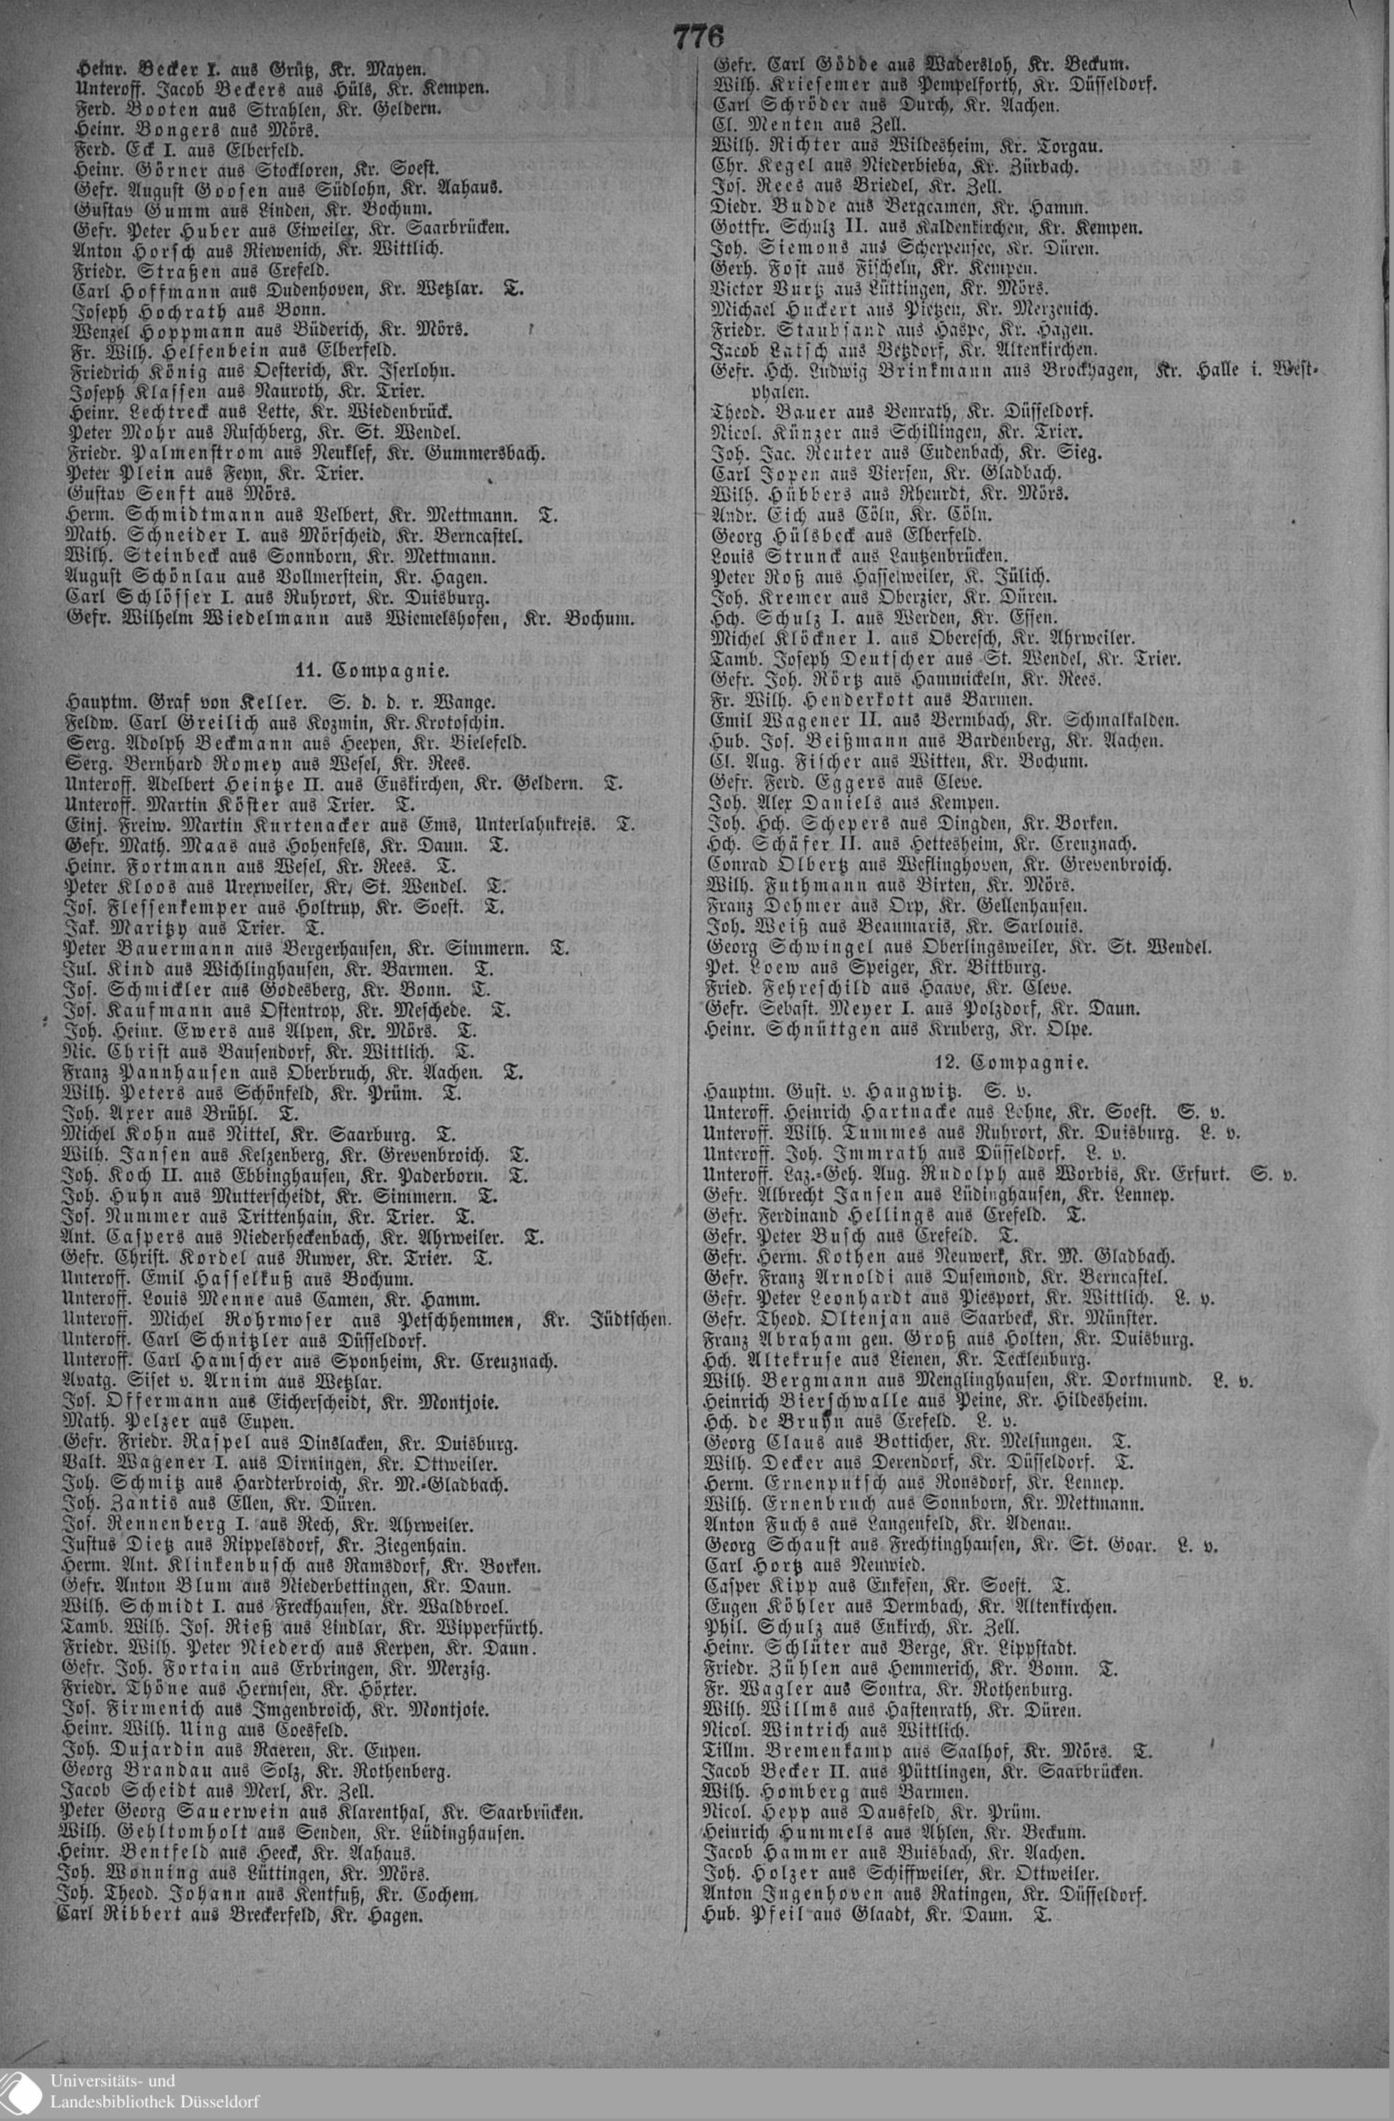 776
Heinr. Becker I. aus Grütz, Kr. Mayen.
Unteroff. Jacob Beckers aus Hüls, Kr. Kempen.
Ferd. Booten aus Strahlen, Kr. Geldern.
Heinr. Bongers aus Mörs.
Ferd. Eck I. aus Elberfeld.
Heinr. Görner aus Stockloren, Kr. Soest.
Gefr. August Goosen aus Südlohn, Kr. Aahaus.
Gustav Gumm aus Linden, Kr. Bochum.
Gefr. Peter Huber aus Eiweiler, Kr. Saarbrücken.
Anton Horsch aus Riewenich, Kr. Wittlich.
Friedr. Straßen aus Crefeld.
Carl Hoffmann aus Dudenhoven, Kr. Wetzlar. T.
Joseph Hochrath aus Bonn.
Wenzel Hoppmann aus Büderich, Kr. Mörs.
Fr. Wilh. Helfenbein aus Elberfeld.
Friedrich König aus Oesterich, Kr. Iserlohn.
Joseph Klassen aus Nauroth, Kr. Trier.
Heinr. Lechtreck aus Lette, Kr. Wiedenbrück.
Peter Mohr aus Ruschberg, Kr. St. Wendel.
Friedr. Palmenstrom aus Neuklef, Kr. Gummersbach.
Peter Plein aus Feyn, Kr. Trier.
Gustav Senft aus Mörs.
Herm. Schmidtmann aus Velbert, Kr. Mettmann. T.
Math. Schneider I. aus Mörscheid, Kr. Berncastel.
Wilh. Steinbeck aus Sonnborn, Kr. Mettmann.
August Schönlau aus Vollmerstein, Kr. Hagen.
Carl Schlösser I. aus Ruhrort, Kr. Duisburg.
Gefr. Wilhelm Wiedelmann aus Wiemelshofen, Kr. Bochum.
11. Compagnie.
Hauptm. Graf von Keller. S. d. d. r. Wange.
Feldw. Carl Greilich aus Kozmin, Kr. Krotoschin.
Serg. Adolph Beckmann aus Heepen, Kr. Bielefeld.
Serg. Bernhard Romey aus Wesel, Kr. Rees.
Unteroff. Adelbert Heintze II. aus Euskirchen, Kr. Geldern. T.
Unteroff. Martin Köster aus Trier. T.
Einj. Freiw. Martin Kurtenacker aus Ems, Unterlahnkreis. T.
Gefr. Math. Maas aus Hohenfels, Kr. Daun. T.
Heinr. Fortmann aus Wesel, Kr. Rees. T.
Peter Kloos aus Urexweiler, Kr. St. Wendel. T.
Jos. Flessenkemper aus Holtrup, Kr. Soest. T.
Jak. Maritzy aus Trier. T.
Peter Bauermann aus Bergerhausen, Kr. Simmern. T.
Jul. Kind aus Wichlinghausen, Kr. Barmen. T.
Jos. Schmickler aus Godesberg, Kr. Bonn. T.
Jos. Kaufmann aus Ostentrop, Kr. Meschede. T.
Joh. Heinr. Ewers aus Alpen, Kr. Mörs. T.
Nic. Christ aus Bausendorf, Kr. Wittlich. T.
Franz Pannhausen aus Oberbruch, Kr. Aachen. T.
Wilh. Peters aus Schönfeld, Kr. Prüm. T.
Joh. Axer aus Brühl. T.
Michel Kohn aus Nittel, Kr. Saarburg. T.
Wilh. Jansen aus Kelzenberg, Kr. Grevenbroich. T.
Joh. Koch II. aus Ebbinghausen, Kr. Paderborn. T.
Joh. Huhn aus Mutterscheidt, Kr. Simmern. T.
Jos. Nummer aus Trittenhain, Kr. Trier. T.
Ant. Caspers aus Niederheckenbach, Kr. Ahrweiler. T.
Gefr. Christ. Kordel aus Ruwer, Kr. Trier. T.
Unteroff. Emil Hasselkuß aus Bochum.
Unteroff. Louis Menne aus Camen, Kr. Hamm.
Unteroff. Michel Rohrmoser aus Petschhemmen, Kr. Jüdtschen.
Unteroff. Carl Schnitzler aus Düsseldorf.
Unteroff. Carl Hamscher aus Sponheim, Kr. Creuznach.
Avatg. Siset v. Arnim aus Wetzlar.
Jos. Offermann aus Eicherscheidt, Kr. Montjoie.
Math. Pelzer aus Eupen.
Gefr. Friedr. Raspel aus Dinslacken, Kr. Duisburg.
Valt. Wagener I. aus Dirningen, Kr. Ottweiler.
Joh. Schmitz aus Hardterbroich, Kr. M.-Gladbach.
Joh. Zantis aus Ellen, Kr. Düren.
Jos. Rennenberg I. aus Rech, Kr. Ahrweiler.
Justus Dietz aus Rippelsdorf, Kr. Ziegenhain.
Herm. Ant. Klinkenbusch aus Ramsdorf, Kr. Borken.
Gefr. Anton Blum aus Niederbettingen, Kr. Daun.
Wilh. Schmidt I. aus Freckhausen, Kr. Waldbroel.
Tamb. Wilh. Jos. Rieß aus Lindlar, Kr. Wipperfürth.
Friedr. Wilh. Peter Niederch aus Kerpen, Kr. Daun.
Gefr. Joh. Fortain aus Erbringen, Kr. Merzig.
Friedr. Thöne aus Hermsen, Kr. Höxter.
Jos. Firmenich aus Imgenbroich, Kr. Montjoie.
Heinr. Wilh. Uing aus Coesfeld.
Joh. Dujardin aus Raeren, Kr. Eupen.
Georg Brandau aus Solz, Kr. Rothenberg.
Jacob Scheidt aus Merl, Kr. Zell.
Peter Georg Sauerwein aus Klarenthal, Kr. Saarbrücken.
Wilh. Gehltomholt aus Senden, Kr. Lüdinghausen.
Heinr. Bentfeld aus Heeck, Kr. Aahaus.
Joh. Wonning aus Lüttingen, Kr. Mörs.
Joh. Theod. Johann aus Kentfuß, Kr. Cochem.
Carl Ribbert aus Breckerfeld, Kr. Hagen.
Gefr. Carl Gödde aus Wadersloh, Kr. Beckum.
Wilh. Kriesemer aus Pempelforth, Kr. Düsseldorf.
Carl Schröder aus Durch, Kr. Aachen.
Cl. Menten aus Zell.
Wilh. Richter aus Wildesheim, Kr. Torgau.
Chr. Kegel aus Niederbieba, Kr. Zürbach.
Jos. Rees aus Briedel, Kr. Zell.
Diedr. Budde aus Bergcamen, Kr. Hamm.
Gottfr. Schulz II. aus Kaldenkirchen, Kr. Kempen.
Joh. Siemons aus Scherpensee, Kr. Düren.
Gerh. Fost aus Fischeln, Kr. Kempen.
Victor Vurtz aus Lüttingen, Kr. Mörs.
Michael Huckert aus Pietzen, Kr. Merzenich.
Friedr. Staubsand aus Haspe, Kr. Hagen.
Jacob Latsch aus Betzdorf, Kr. Altenkirchen.
Gefr. Hch. Ludwig Brinkmann aus Brockhagen, Kr. Halle i. West-
phalen.
Theod. Bauer aus Benrath, Kr. Düsseldorf.
Nicol. Künzer aus Schillingen, Kr. Trier.
Joh. Jac. Reuter aus Eudenbach, Kr. Sieg.
Carl Jopen aus Viersen, Kr. Gladbach.
Wilh. Hübbers aus Rheurdt, Kr. Mörs.
Andr. Eich aus Cöln, Kr. Cöln.
Georg Hülsbeck aus Elberfeld.
Louis Strunck aus Lautzenbrücken.
Peter Roß aus Hasselweiler, K. Jülich.
Joh. Kremer aus Oberzier, Kr. Düren.
Hch. Schulz I. aus Werden, Kr. Essen.
Michel Klöckner I. aus Oberesch, Kr. Ahrweiler.
Tamb. Joseph Deutscher aus St. Wendel, Kr. Trier.
Gefr. Joh. Rörtz aus Hammickeln, Kr. Rees.
Fr. Wilh. Henderkott aus Barmen.
Emil Wagener II. aus Bermbach, Kr. Schmalkalden.
Hub. Jos. Beißmann aus Bardenberg, Kr. Aachen.
Cl. Aug. Fischer aus Witten, Kr. Bochum.
Gefr. Ferd. Eggers aus Cleve.
Joh. Alex Daniels aus Kempen.
Joh. Hch. Schepers aus Dingden, Kr. Borken.
Hch. Schäfer II. aus Hettesheim, Kr. Creuznach.
Conrad Olbertz aus Weflinghoven, Kr. Grevenbroich.
Wilh. Futhmann aus Birten, Kr. Mörs.
Franz Dehmer aus Orp, Kr. Gellenhausen.
Joh. Weiß aus Beaumaris, Kr. Sarlouis.
Georg Schwingel aus Oberlingsweiler, Kr. St. Wendel.
Pet. Loew aus Speiger, Kr. Bittburg.
Fried. Fehreschild aus Haave, Kr. Cleve.
Gefr. Sebast. Meyer I. aus Polzdorf, Kr. Daun.
Heinr. Schnüttgen aus Kruberg, Kr. Olpe.
12. Compagnie.
Hauptm. Gust. v. Haugwitz. S. v.
Unteroff. Heinrich Hartnacke aus Lohne, Kr. Soest. S. v.
Unteroff. Wilh. Tummes aus Ruhrort, Kr. Duisburg. L. v.
Unteroff. Joh. Immrath aus Düsseldorf. L. v.
Unteroff. Laz.-Geh. Aug. Rudolph aus Worbis, Kr. Erfurt. S. v.
Gefr. Albrecht Jansen aus Lüdinghausen, Kr. Lennep.
Gefr. Ferdinand Hellings aus Crefeld. T.
Gefr. Peter Busch aus Crefeld. T.
Gefr. Herm. Kothen aus Neuwerk, Kr. M. Gladbach.
Gefr. Franz Arnoldi aus Dusemond, Kr. Berncastel.
Gefr. Peter Leonhardt aus Piesport, Kr. Wittlich. L. v.
Gefr. Theod. Oltenjan aus Saarbeck, Kr. Münster.
Franz Abraham gen. Groß aus Holten, Kr. Duisburg.
Hch. Altekruse aus Lienen, Kr. Tecklenburg.
Wilh. Bergmann aus Menglinghausen, Kr. Dortmund. L. v.
Heinrich Bierschwalle aus Peine, Kr. Hildesheim.
Hch. de Bruyn aus Crefeld. L. v.
Georg Claus aus Botticher, Kr. Melsungen. T.
Wilh. Decker aus Derendorf, Kr. Düsseldorf. T.
Herm. Ernenputsch aus Ronsdorf, Kr. Lennep.
Wilh. Ernenbruch aus Sonnborn, Kr. Mettmann.
Anton Fuchs aus Langenfeld, Kr. Adenau.
Georg Schaust aus Frechtinghausen, Kr. St. Goar. L. v.
Carl Hortz aus Neuwied.
Casper Kipp aus Enkesen, Kr. Soest. T.
Eugen Köhler aus Dermbach, Kr. Altenkirchen.
Phil. Schulz aus Enkirch, Kr. Zell.
Heinr. Schlüter aus Berge, Kr. Lippstadt.
Friedr. Zühlen aus Hemmerich, Kr. Bonn. T.
Fr. Wagler aus Sontra, Kr. Rothenburg.
Wilh. Willms aus Hastenrath, Kr. Düren.
Nicol. Wintrich aus Wittlich.
Tillm. Bremenkamp aus Saalhof, Kr. Mörs. T.
Jacob Becker II. aus Püttlingen, Kr. Saarbrücken.
Wilh. Homberg aus Barmen.
Nicol. Hepp aus Dausfeld, Kr. Prüm.
Heinrich Hummels aus Ahlen, Kr. Beckum.
Jacob Hammer aus Buisbach, Kr. Aachen.
Joh. Holzer aus Schiffweiler, Kr. Ottweiler.
Anton Ingenhoven aus Ratingen, Kr. Düsseldorf.
Hub. Pfeil aus Glaadt, Kr. Daun. T.
Universitäts- und
Landesbibliothek Düsseldorf